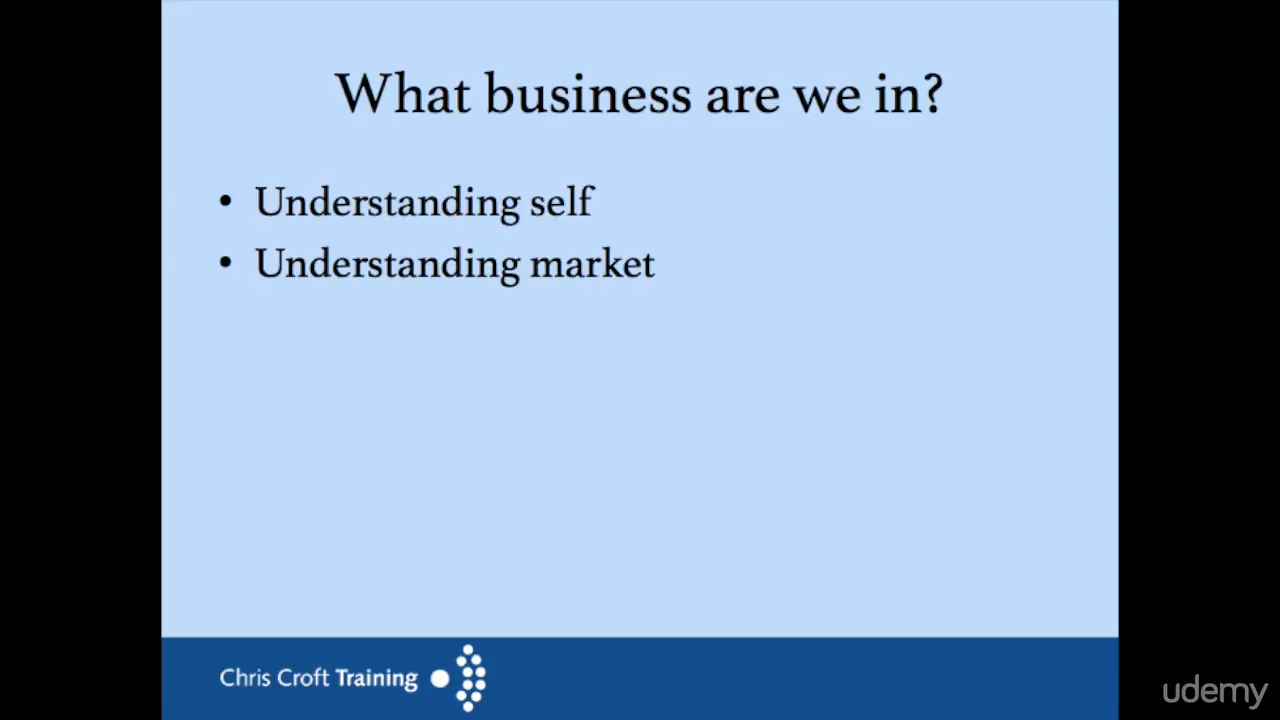 What business are we in?
• Understanding self
• Understanding market
Chris Croft Training
udemy